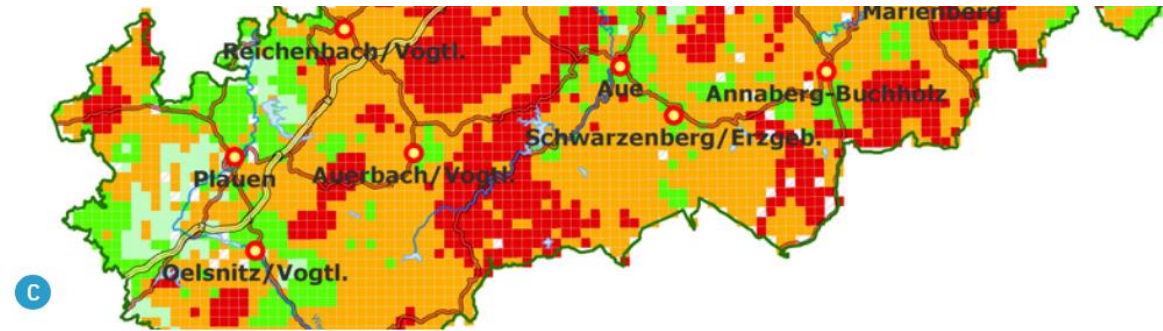 Marienberg
Reichenbach/Vogtl.
Aue
Annaberg-Buchholz
Schwarzenberg/Erzgeb.
Plauen
Auerbach/Vogtl.
Oelsnitz/Vogtl.
C